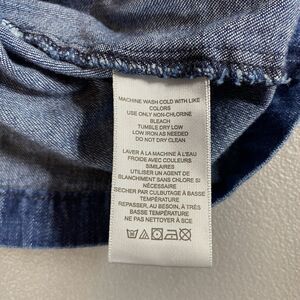 MACHINE WASH COLD WITH LIKE
COLORS
USE ONLY NON-CHLORINE
BLEACH
TUMBLE DRY LOW
LOW IRON AS NEEDED
DO NOT DRY CLEAN
LAVER À LA MACHINE À L'EAU
FROIDE AVEC COULEURS
SIMILAIRES
UTILISER UN AGENT DE
BLANCHIMENT SANS CHLORE SI
NÉCESSAIRE
SÉCHER PAR CULBUTAGE À BASSE
TEMPÉRATURE
REPASSER, AU BESOIN, À TRÈS
BASSE TEMPÉRATURE
NE PAS NETTOYER À SEC